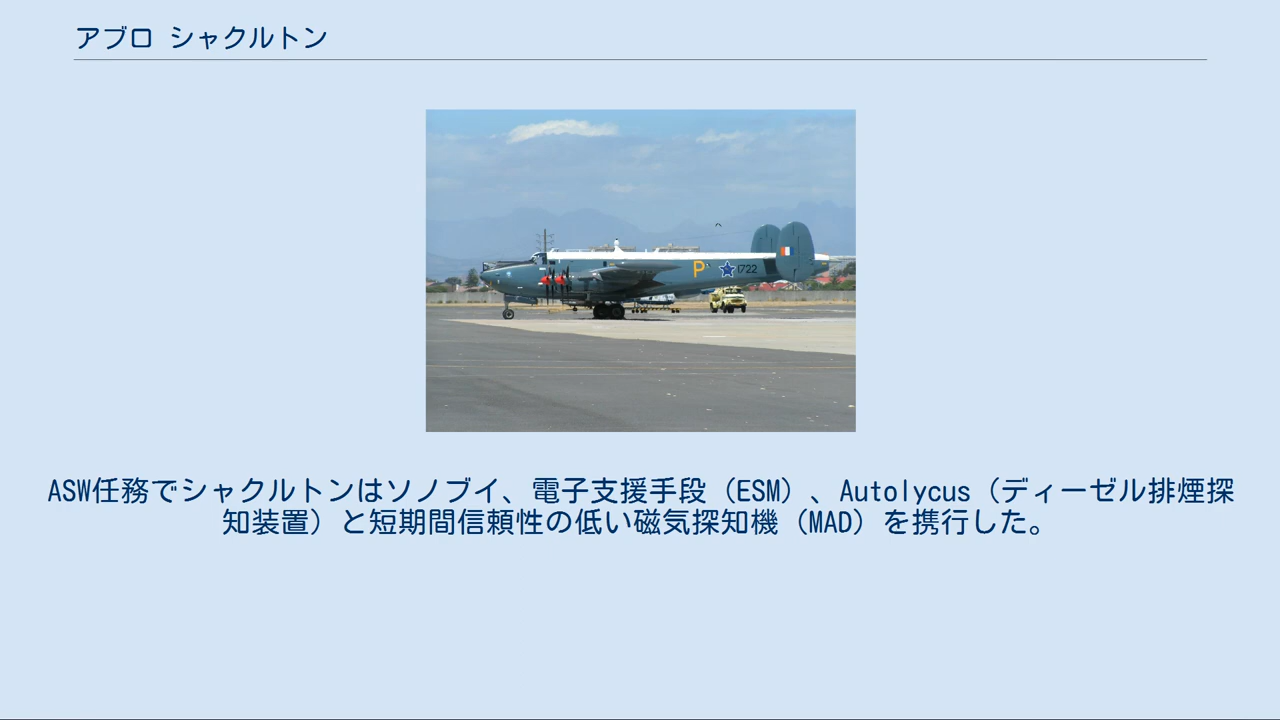 アブロ シャクルトン
P
1722
ASW任務でシャクルトンはソノブイ、電子支援手段（ESM）、Autolycus（ディーゼル排煙探
知装置）と短期間信頼性の低い磁気探知機（MAD）を携行した。